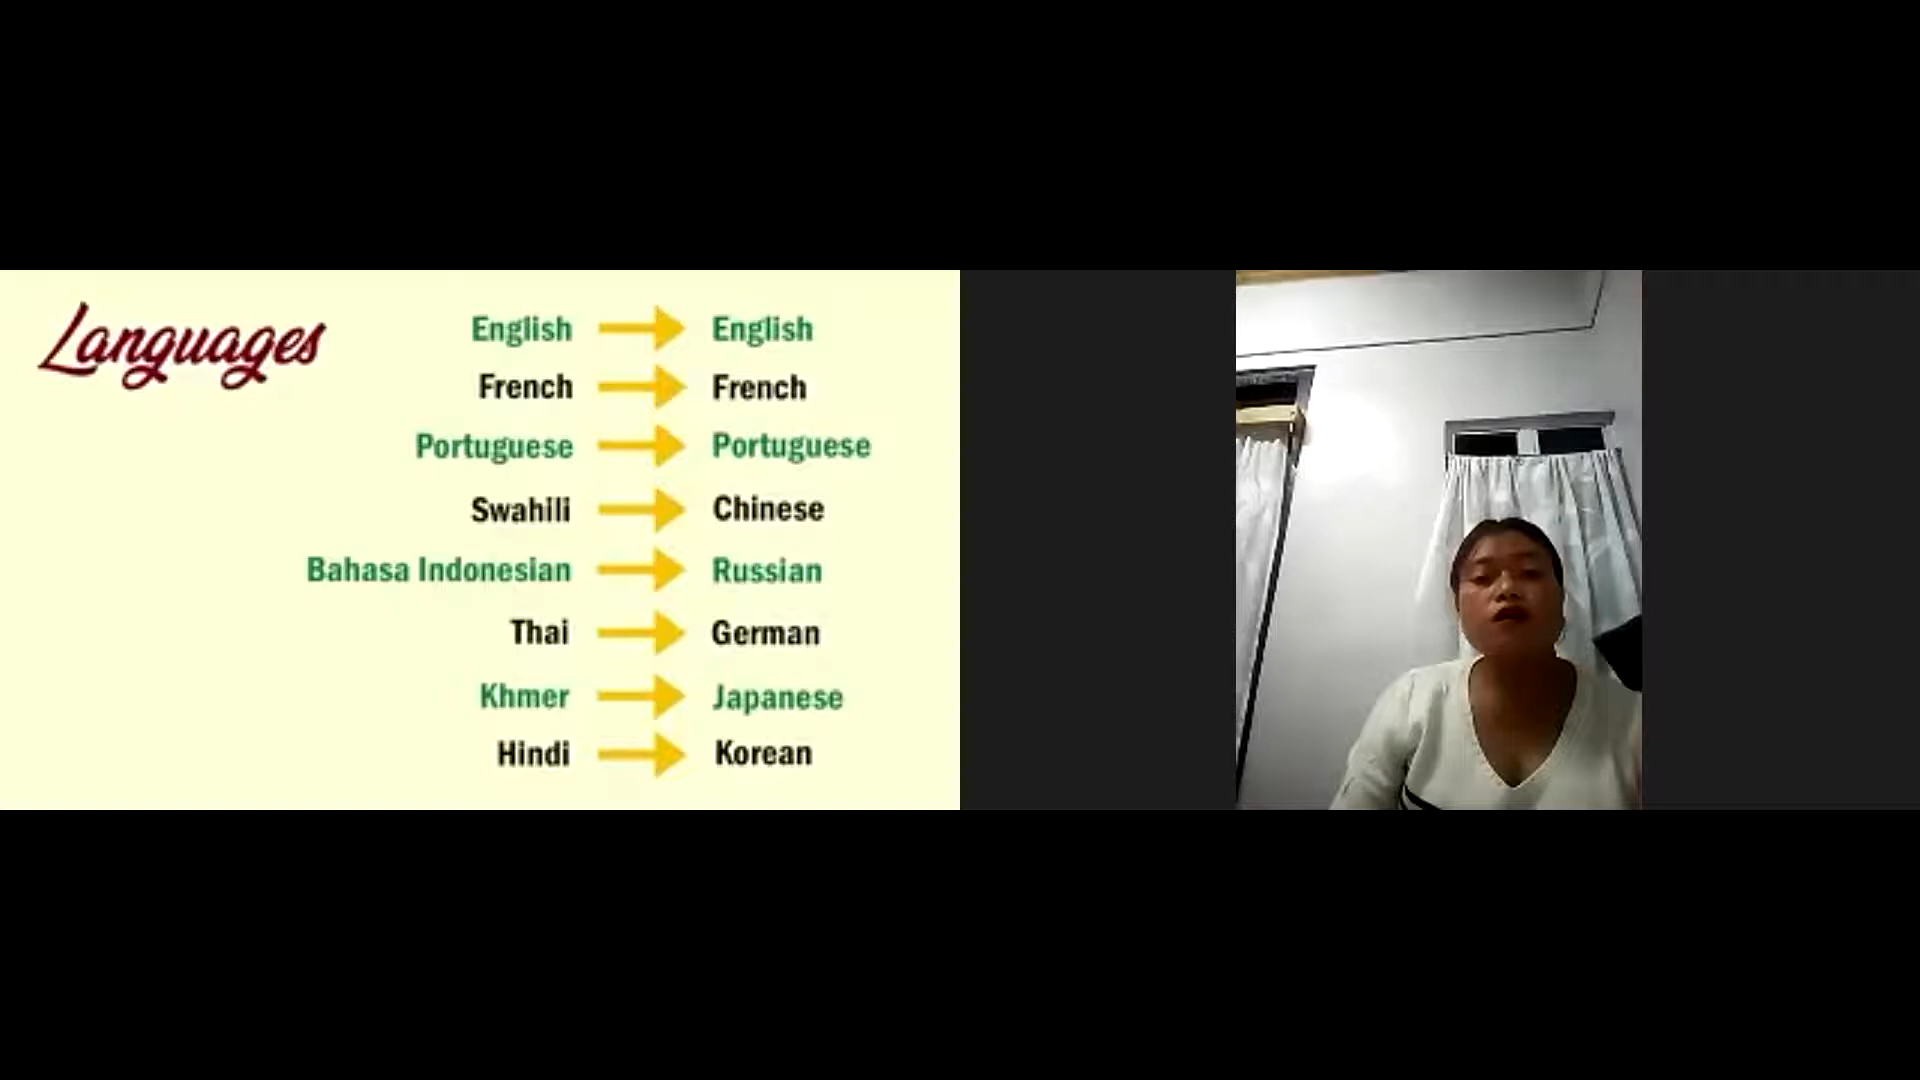 Languages
English → English
French → French
Portuguese → Portuguese
Swahili → Chinese
Bahasa Indonesian → Russian
Thai → German
Khmer → Japanese
Hindi → Korean